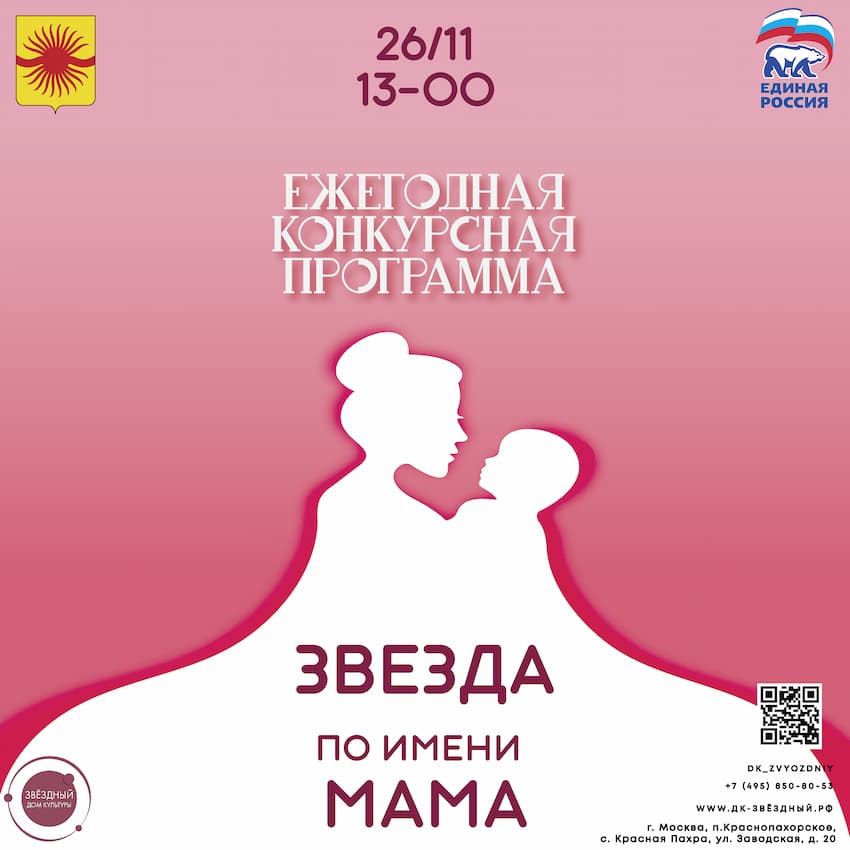 26/11
13-00
ЕДИНАЯ
РОССИЯ
ЕЖЕГОДНАЯ
КОНКУРСНАЯ
ПРОГРАММА
ЗВЕЗДА
ПО ИМЕНИ
МАМА
ЗВЁЗДНЫЙ
ДОМ КУЛЬТУРЫ
DK_ZVYOZDNIY
+7 (495) 850-80-53
WWW.ДК-ЗВЁЗДНЫЙ.РФ
г. Москва, п.Краснопахорское,
с. Красная Пахра, ул. Заводская, д. 20